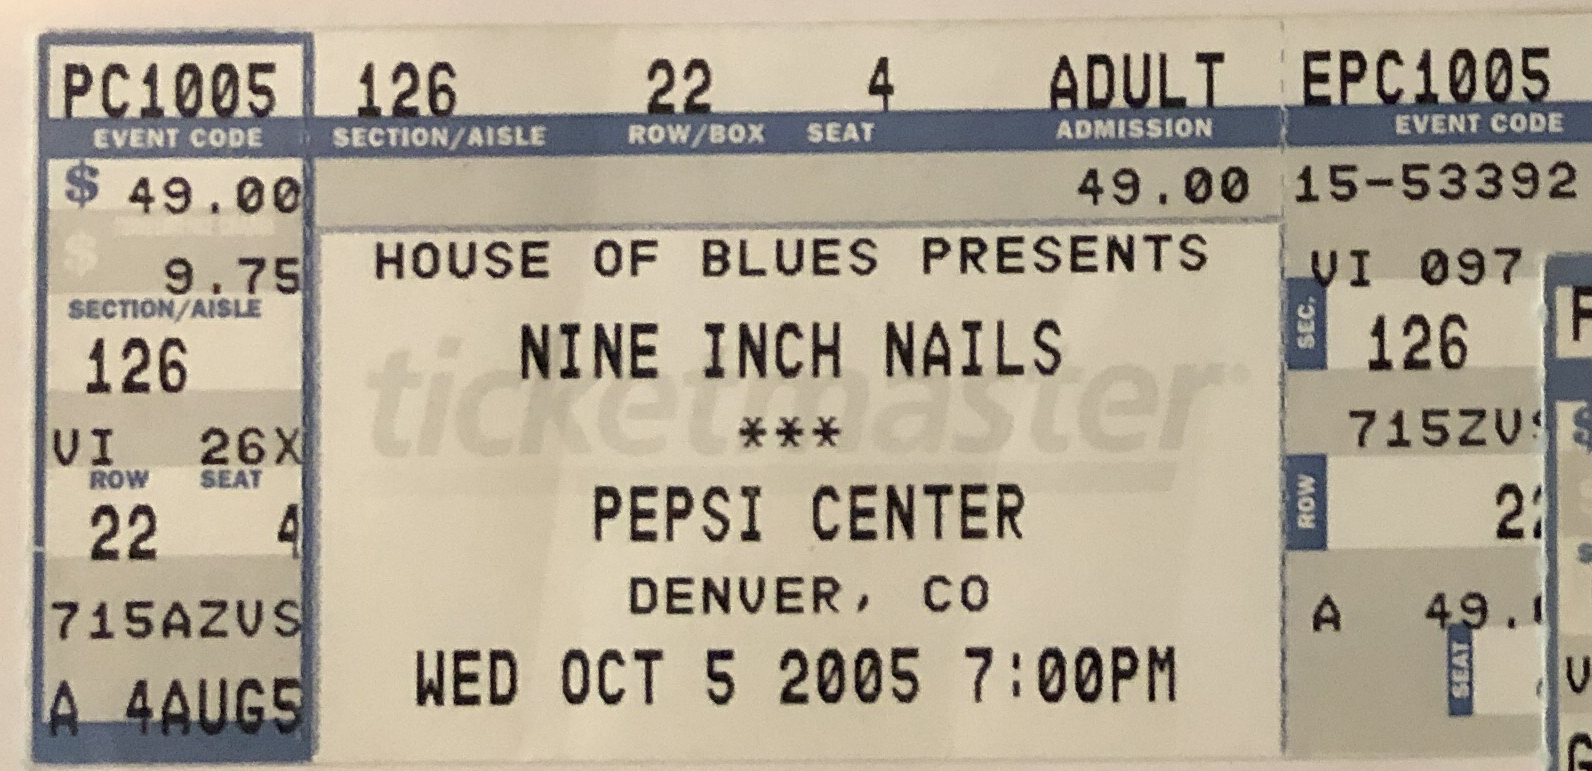 PC1005 126 22 4 ADULT EPC1005
EVENT CODE SECTION/AISLE ROW/BOX SEAT ADMISSION EVENT CODE
$ 49.00 49.00 15-53392
$ 9.75 HOUSE OF BLUES PRESENTS VI 097
SECTION/AISLE NINE INCH NAILS SEC. 126
126 ticketmaster
*** 715ZV
VI 26X
ROW SEAT PEPSI CENTER ROW
22 4
DENVER, CO A 49.
715AZVS SEAT
A 4AUG5 WED OCT 5 2005 7:00PM